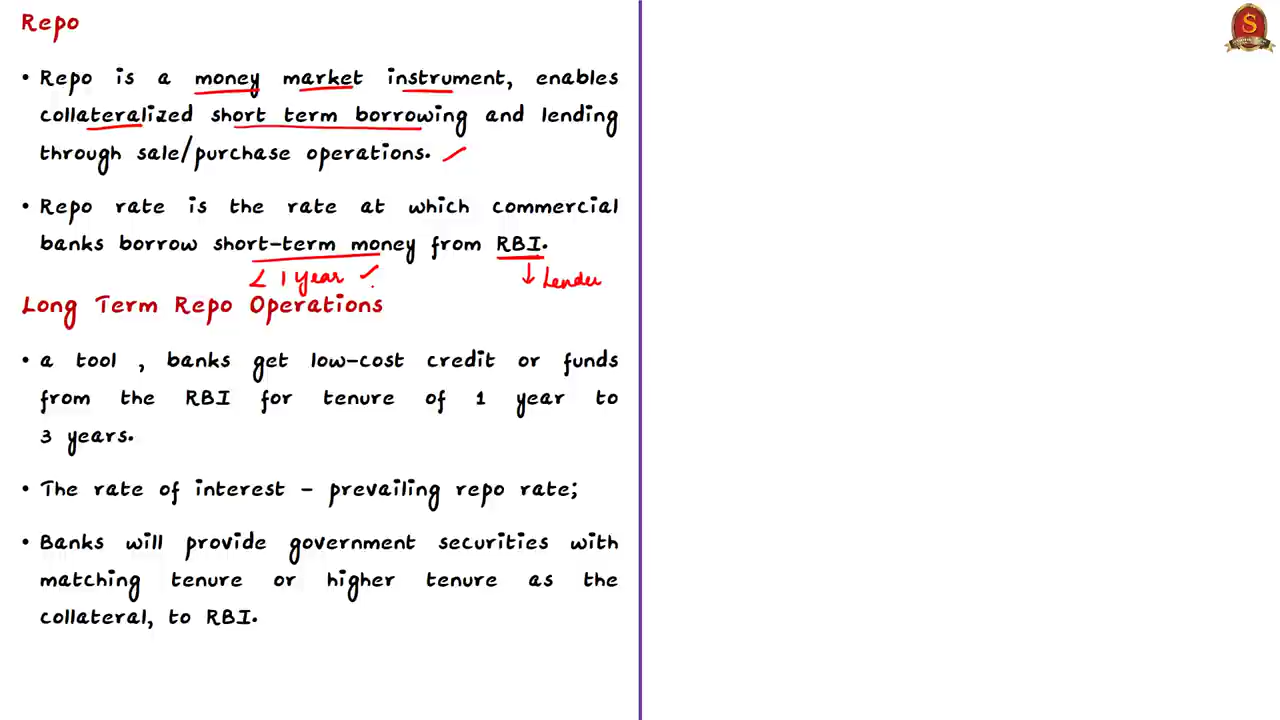 Repo
• Repo is a money market instrument, enables
collateralized short term borrowing and lending
through sale/purchase operations.
• Repo rate is the rate at which commercial
banks borrow short-term money from RBI.
< 1 year ✓
↓ Lender
Long Term Repo Operations
• a tool , banks get low-cost credit or funds
from the RBI for tenure of 1 year to
3 years.
• The rate of interest - prevailing repo rate;
• Banks will provide government securities with
matching tenure or higher tenure as the
collateral, to RBI.
S